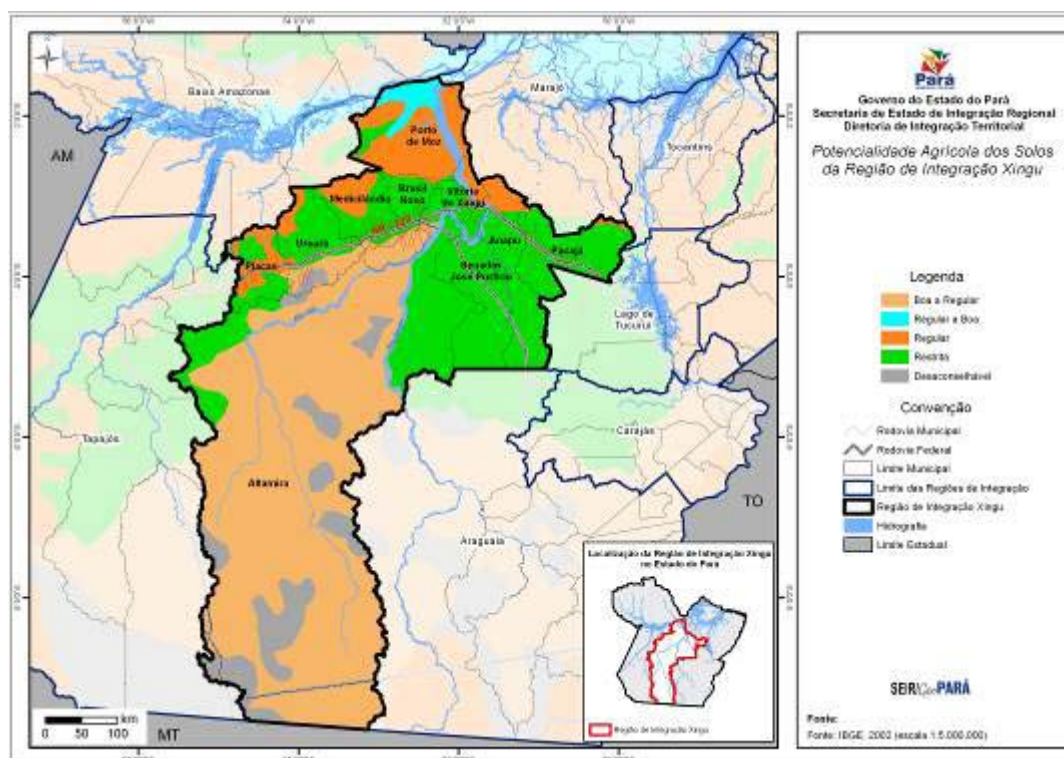 Pará
Governo do Estado do Pará
Secretaria de Estado de Integração Regional
Diretoria de Integração Territorial
Potencialidade Agrícola dos Solos
da Região de Integração Xingu
Legenda
Boa a Regular
Regular a Boa
Regular
Restrita
Desaconselhável
Convenção
Rodovia Municipal
Rodovia Federal
Limite Municipal
Limite das Regiões de Integração
Região de Integração Xingu
Hidrografia
Limite Estadual
SEIR
PARÁ
Fonte:
Fonte: IBGE, 2002 (escala 1:5.000.000)
Baixo Amazonas
Marajó
AM
Porto
de Moz
Tocantins
Medicilândia
Brasil
Novo
Vitória
do Xingu
Uruará
Anapu
Pacajá
Placas
Senador
José Porfírio
Lago de
Tucuruí
Tapajós
Carajás
Altamira
TO
Araguaia
MT
km
0 50 100
Localização da Região de Integração Xingu
no Estado do Pará
Região de Integração Xingu